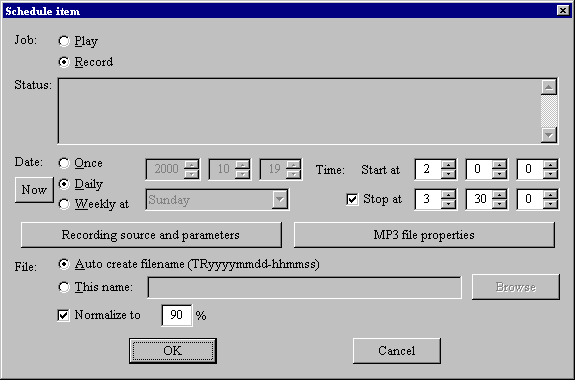 Schedule item
Job: Play
Record
Status:
Date: Once 2000 10 19 Time: Start at 2 0 0
Now Daily
Weekly at Sunday Stop at 3 30 0
Recording source and parameters MP3 file properties
File: Auto create filename (TRyyyymmdd-hhmmss)
This name: Browse
Normalize to 90 %
OK Cancel